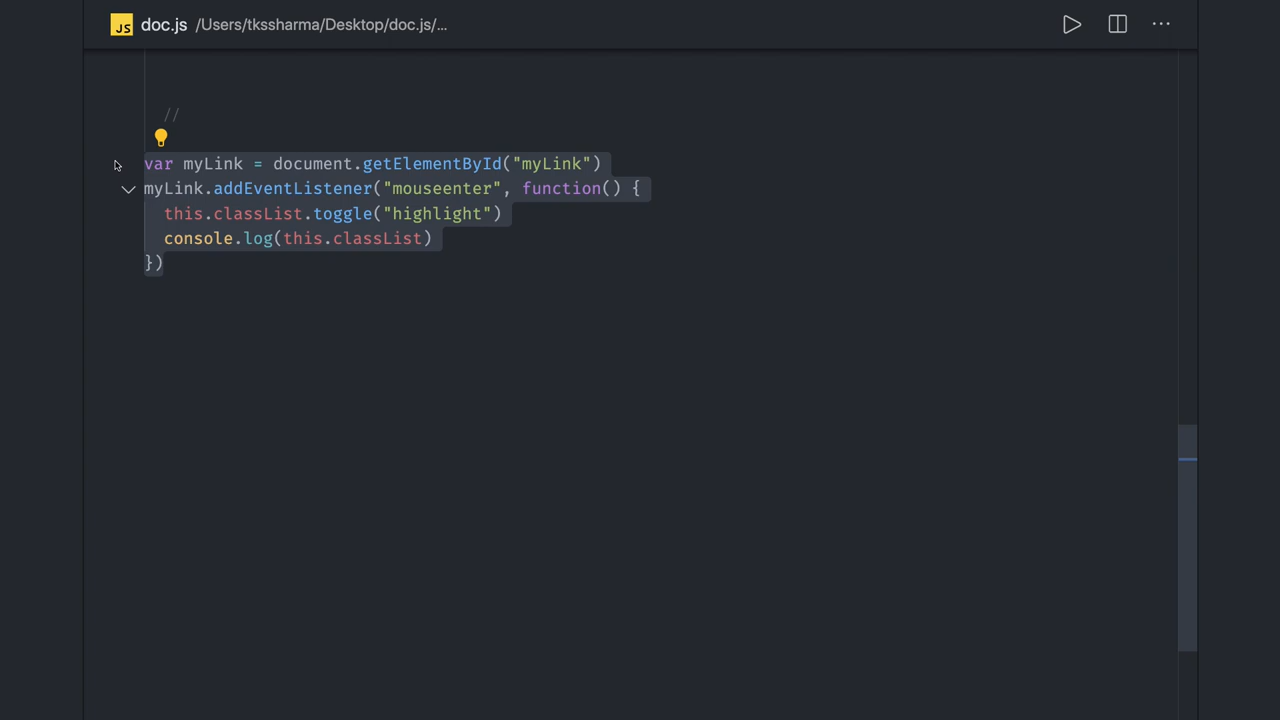 JS doc.js /Users/tkssharma/Desktop/doc.js/...
//
var myLink = document.getElementById("myLink")
myLink.addEventListener("mouseenter", function() {
  this.classList.toggle("highlight")
  console.log(this.classList)
})